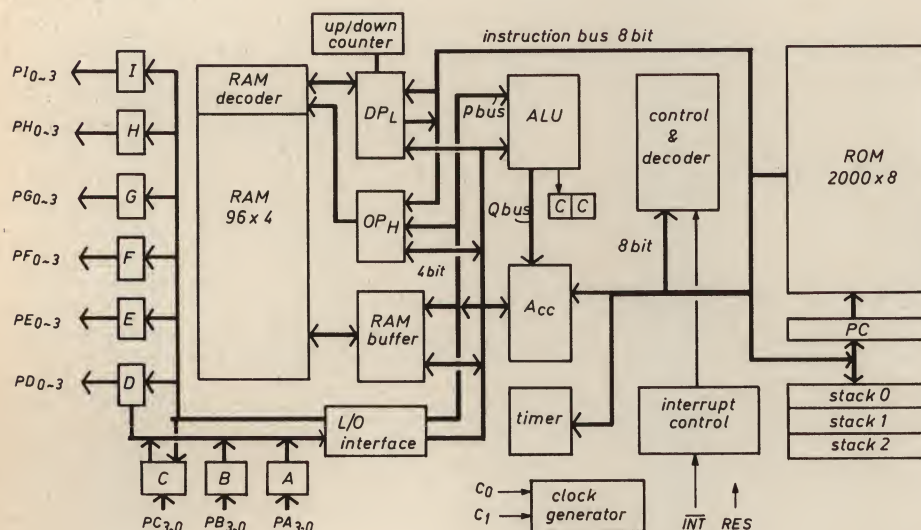 up/down
counter
instruction bus 8 bit
PI0~3
I
RAM
decoder
DPL
pbus
ALU
control
&
decoder
ROM
2000 x 8
PH0~3
H
PG0~3
G
RAM
96 x 4
OPH
Qbus
C C
PF0~3
F
4 bit
8 bit
PE0~3
E
RAM
buffer
Acc
PC
PD0~3
D
stack 0
L/O
interface
timer
interrupt
control
stack 1
stack 2
C
B
A
PC3-0
PB3-0
PA3-0
C0
C1
clock
generator
INT
RES